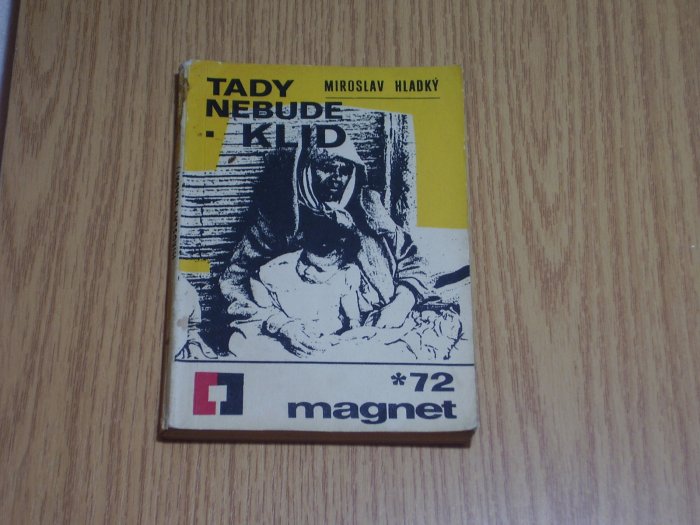 TADY
NEBUDE
KLID
MIROSLAV HLADKÝ
*72
magnet